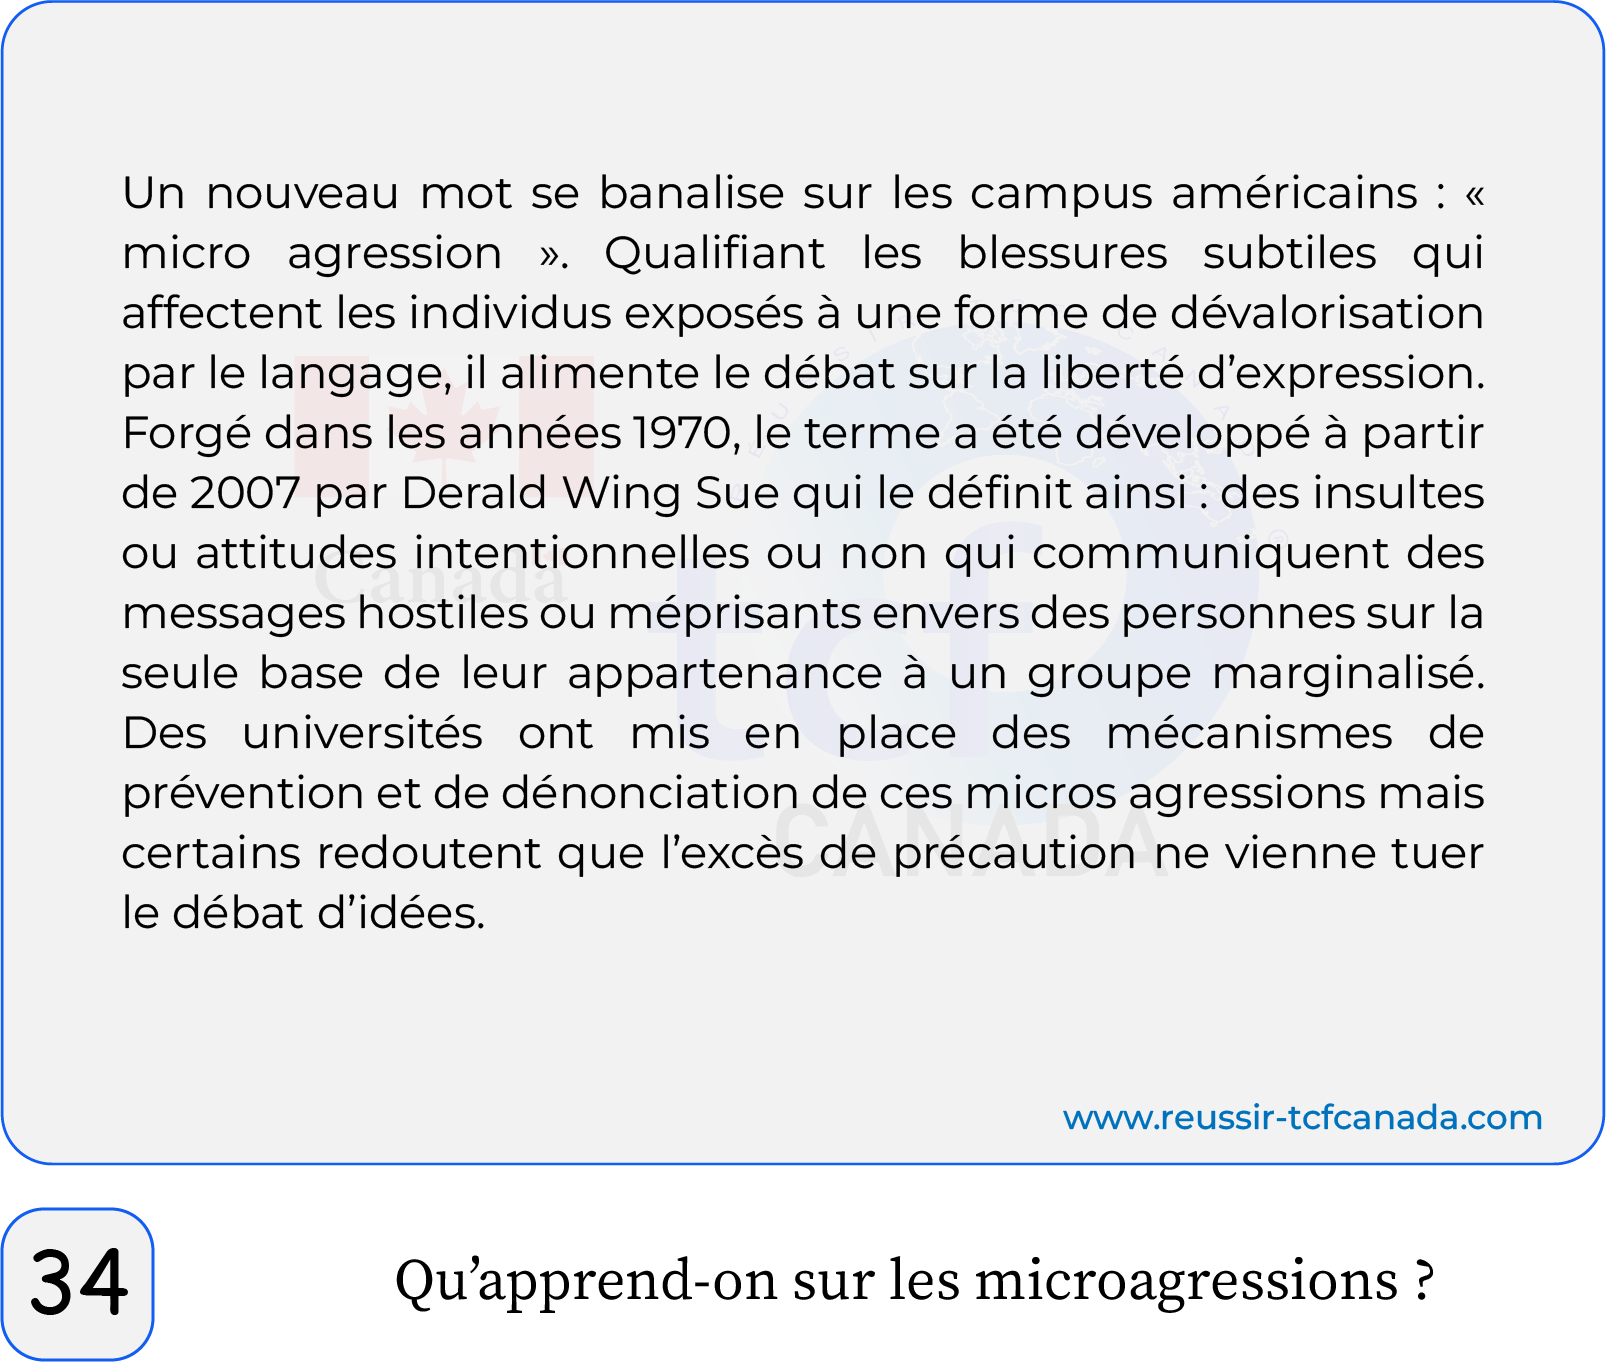 Un nouveau mot se banalise sur les campus américains : «
micro agression ». Qualifiant les blessures subtiles qui
affectent les individus exposés à une forme de dévalorisation
par le langage, il alimente le débat sur la liberté d’expression.
Forgé dans les années 1970, le terme a été développé à partir
de 2007 par Derald Wing Sue qui le définit ainsi : des insultes
ou attitudes intentionnelles ou non qui communiquent des
messages hostiles ou méprisants envers des personnes sur la
seule base de leur appartenance à un groupe marginalisé.
Des universités ont mis en place des mécanismes de
prévention et de dénonciation de ces micros agressions mais
certains redoutent que l’excès de précaution ne vienne tuer
le débat d’idées.
Canada
tcf
CANADA
www.reussir-tcfcanada.com
34
Qu’apprend-on sur les microagressions ?